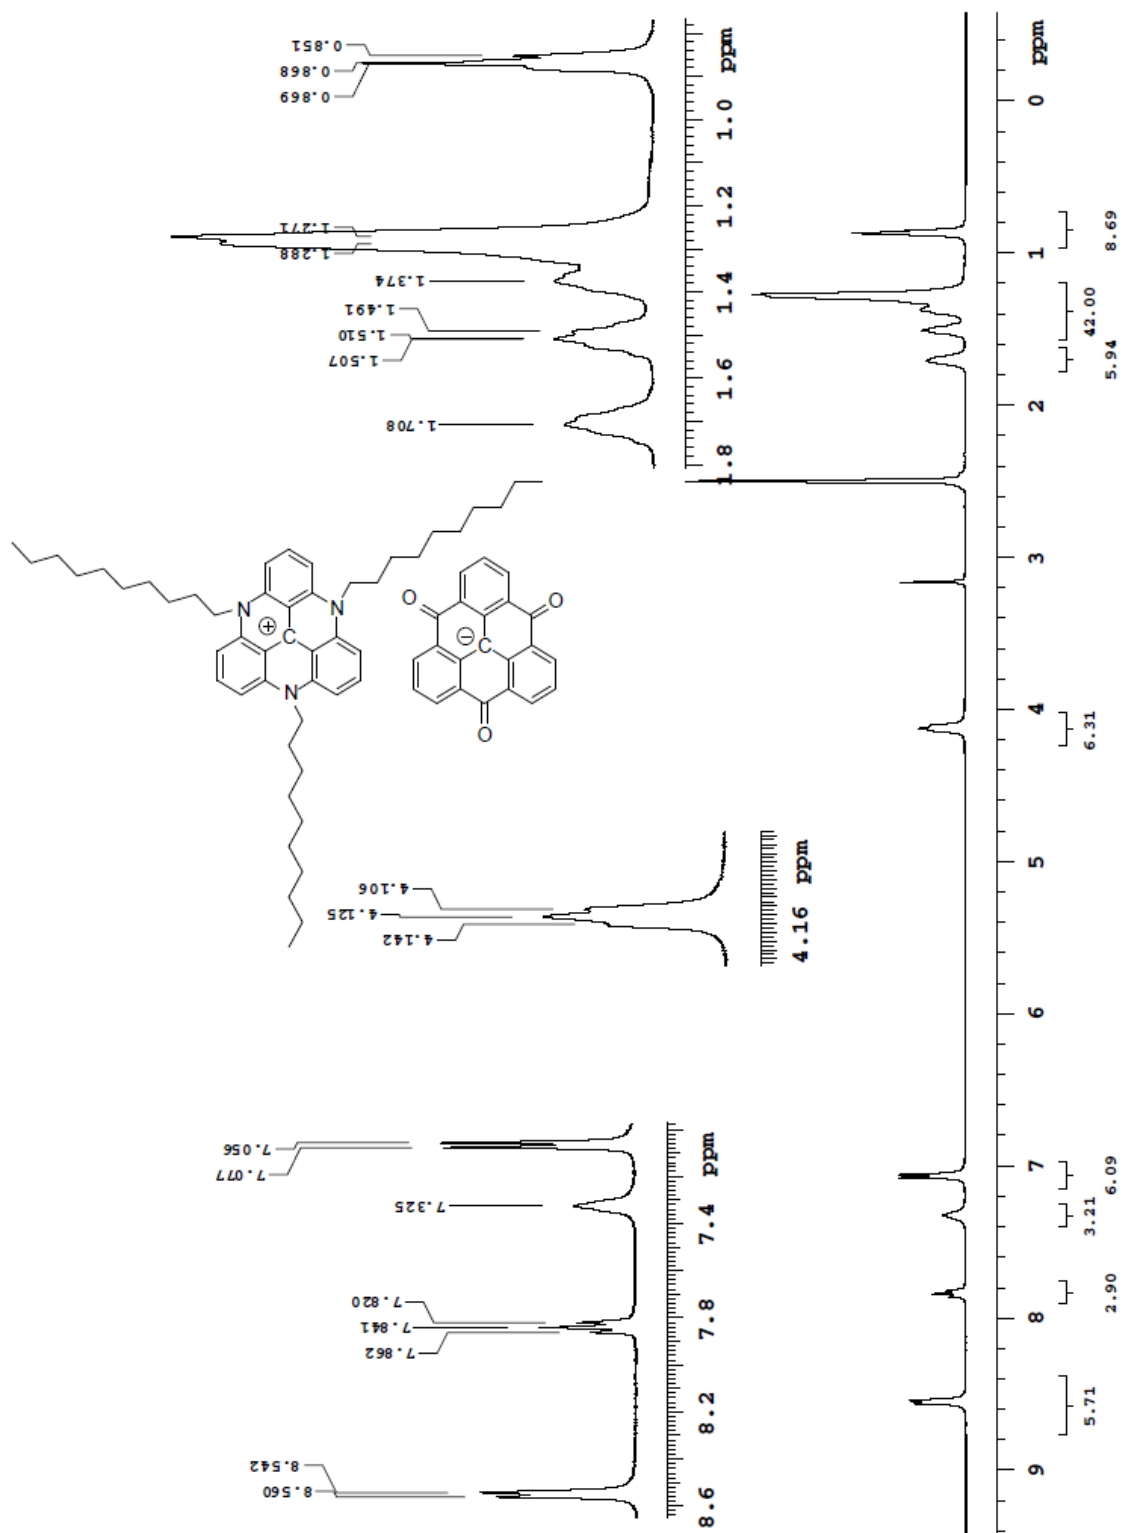 0.851
0.868
0.869
1.271
1.288
1.374
1.491
1.510
1.507
1.708
1.0 1.2 1.4 1.6 1.8 ppm
N
N
N
C
+
O
O
O
C
−
4.106
4.125
4.142
4.16 ppm
7.056
7.077
7.325
7.820
7.841
7.862
8.542
8.560
8.6 8.2 7.8 7.4 ppm
9 8 7 6 5 4 3 2 1 0 ppm
5.71
2.90
3.21
6.09
6.31
5.94
42.00
8.69